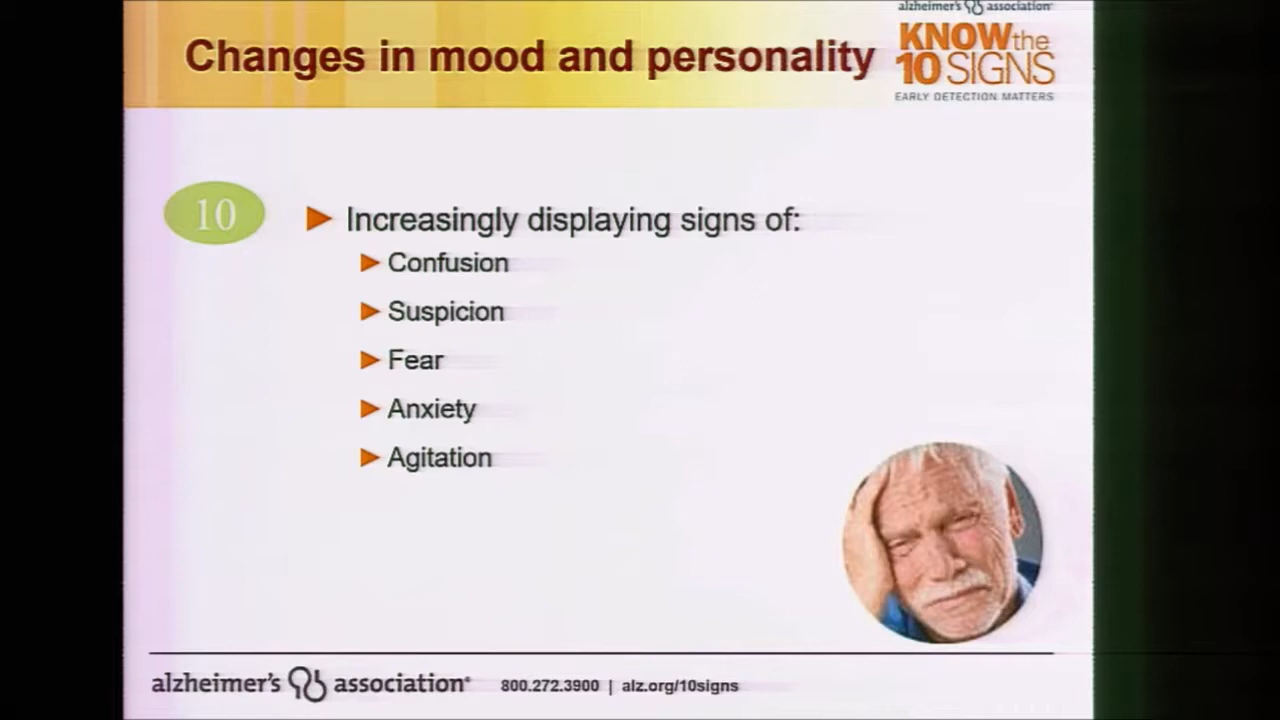 alzheimer's association
Changes in mood and personality
KNOW the
10 SIGNS
EARLY DETECTION MATTERS
10
Increasingly displaying signs of:
Confusion
Suspicion
Fear
Anxiety
Agitation
alzheimer's association® 800.272.3900 | alz.org/10signs